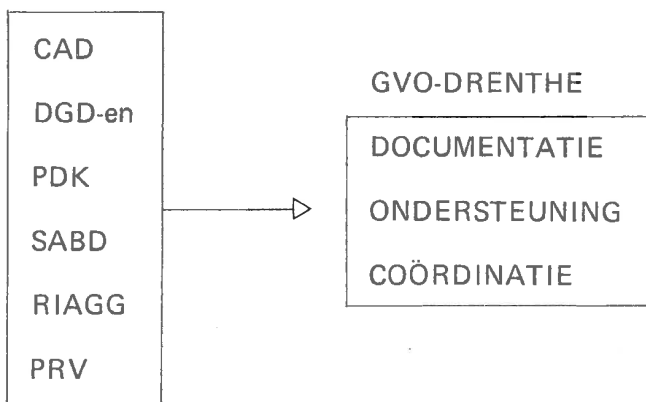 CAD
DGD-en
PDK
SABD
RIAGG
PRV
GVO-DRENTHE
DOCUMENTATIE
ONDERSTEUNING
COÖRDINATIE